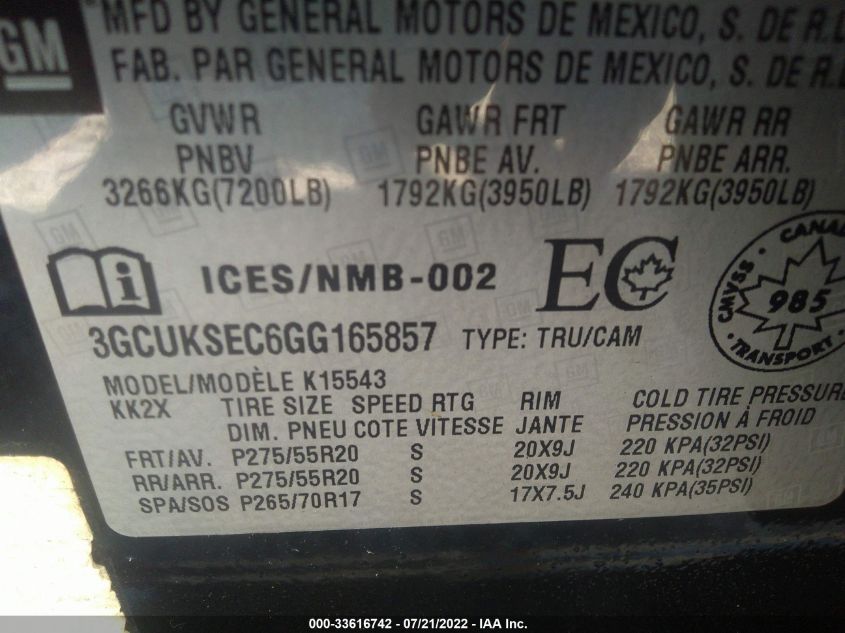 GM
MFD BY GENERAL MOTORS DE MEXICO, S. DE R.L
FAB. PAR GENERAL MOTORS DE MEXICO, S. DE R.L
GVWR GAWR FRT GAWR RR
PNBV PNBE AV. PNBE ARR.
3266KG(7200LB) 1792KG(3950LB) 1792KG(3950LB)
i ICES/NMB-002 EC
CMVSS · CANADA
985
TRANSPORT
3GCUKSEC6GG165857 TYPE: TRU/CAM
MODEL/MODÈLE K15543
KK2X TIRE SIZE SPEED RTG RIM COLD TIRE PRESSURE
DIM. PNEU COTE VITESSE JANTE PRESSION À FROID
FRT/AV. P275/55R20 S 20X9J 220 KPA(32PSI)
RR/ARR. P275/55R20 S 20X9J 220 KPA(32PSI)
SPA/SOS P265/70R17 S 17X7.5J 240 KPA(35PSI)
000-33616742 - 07/21/2022 - IAA Inc.